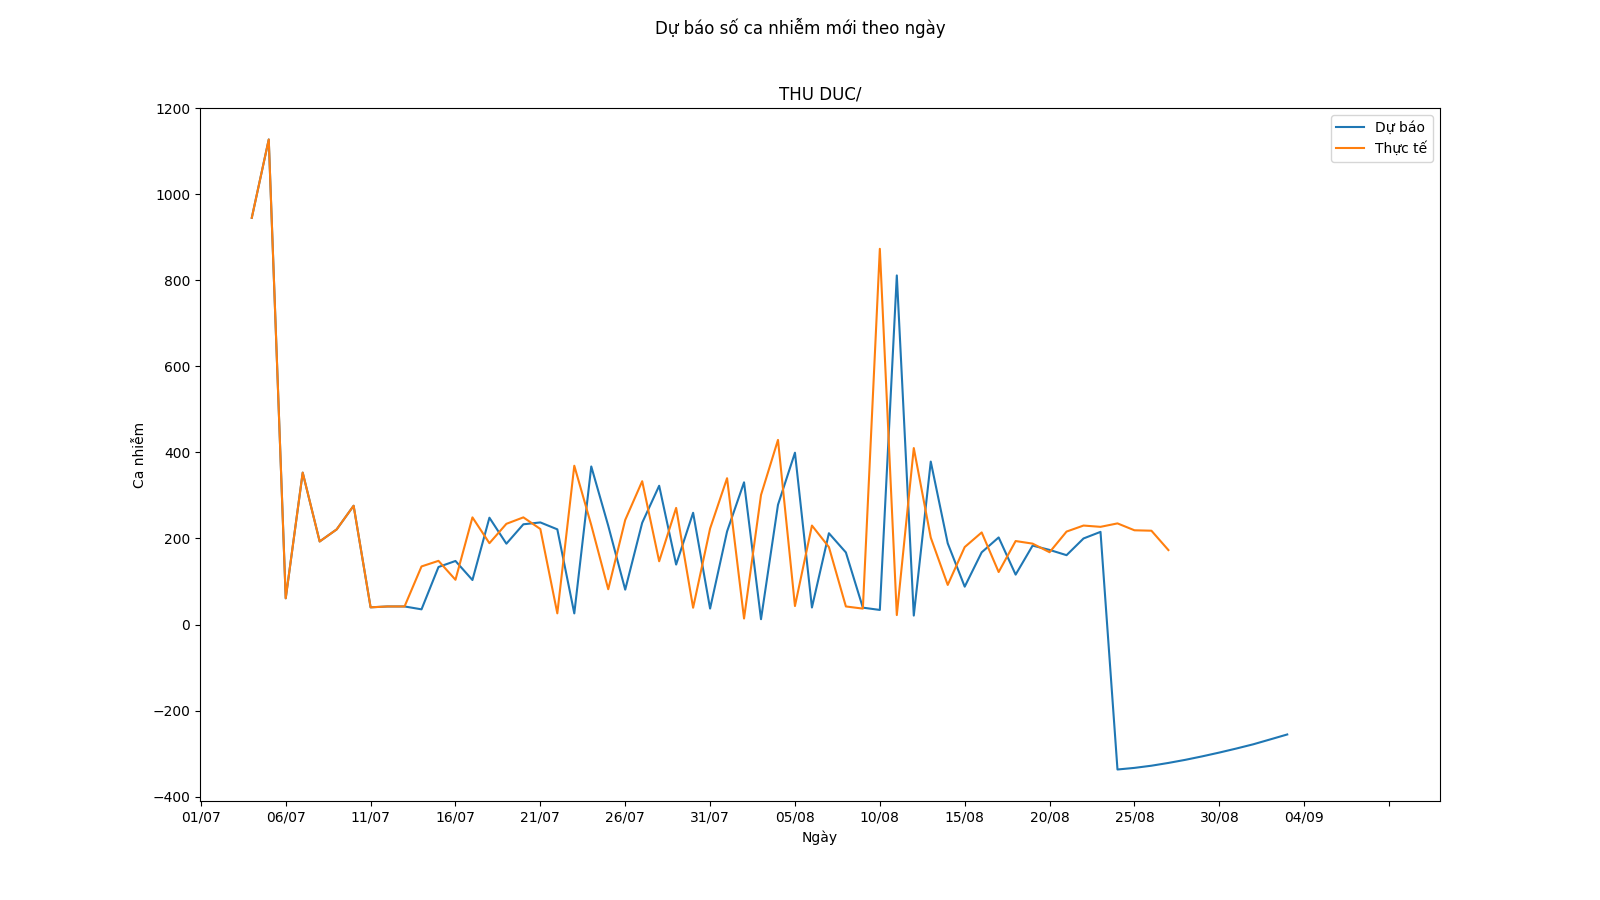 Dự báo số ca nhiễm mới theo ngày
THU DUC/
Dự báo
Thực tế
1200
1000
800
600
400
200
0
−200
−400
Ca nhiễm
01/07 06/07 11/07 16/07 21/07 26/07 31/07 05/08 10/08 15/08 20/08 25/08 30/08 04/09
Ngày